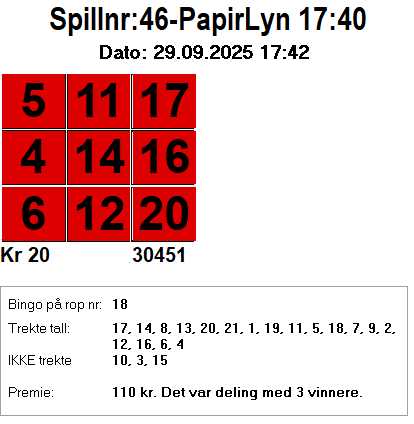 Spillnr:46-PapirLyn 17:40
Dato: 29.09.2025 17:42
5 11 17
4 14 16
6 12 20
Kr 20 30451
Bingo på rop nr: 18
Trekte tall: 17, 14, 8, 13, 20, 21, 1, 19, 11, 5, 18, 7, 9, 2,
12, 16, 6, 4
IKKE trekte 10, 3, 15
Premie: 110 kr. Det var deling med 3 vinnere.